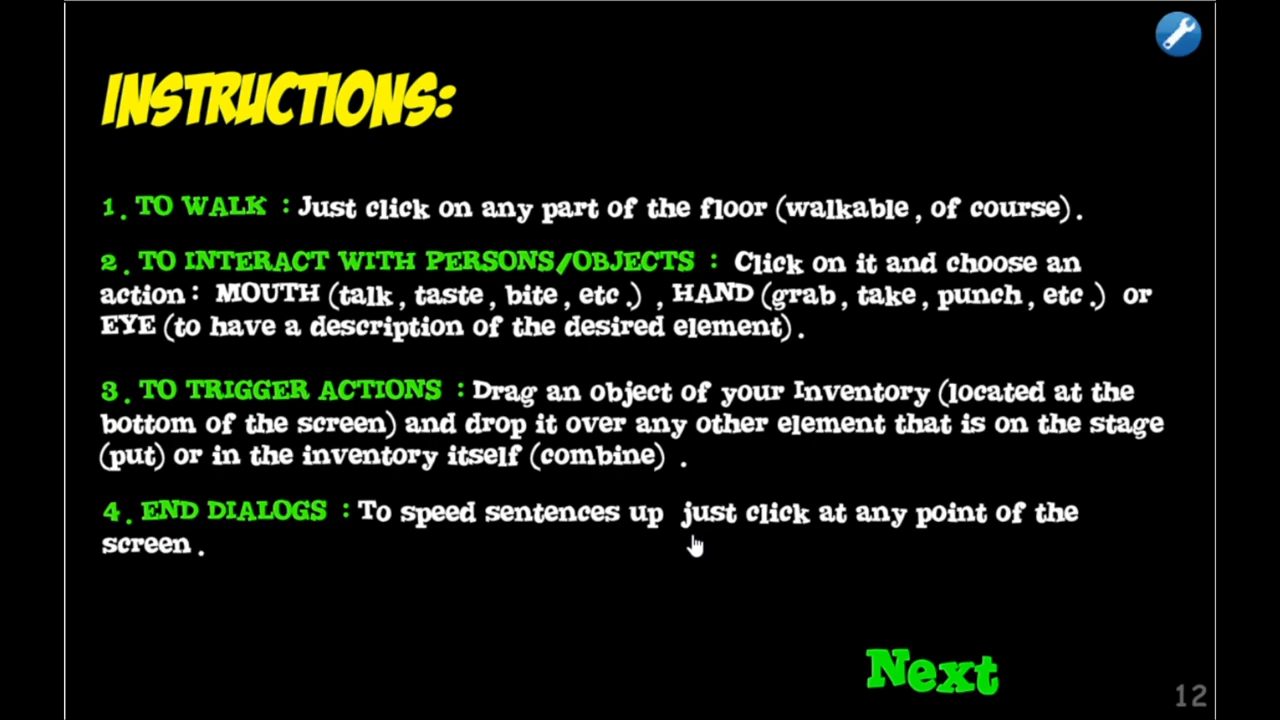 INSTRUCTIONS:
1. TO WALK : Just click on any part of the floor (walkable, of course).
2. TO INTERACT WITH PERSONS/OBJECTS : Click on it and choose an
action: MOUTH (talk, taste, bite, etc.) , HAND (grab, take, punch, etc.) or
EYE (to have a description of the desired element).
3. TO TRIGGER ACTIONS : Drag an object of your Inventory (located at the
bottom of the screen) and drop it over any other element that is on the stage
(put) or in the inventory itself (combine) .
4. END DIALOGS : To speed sentences up just click at any point of the
screen.
Next
12